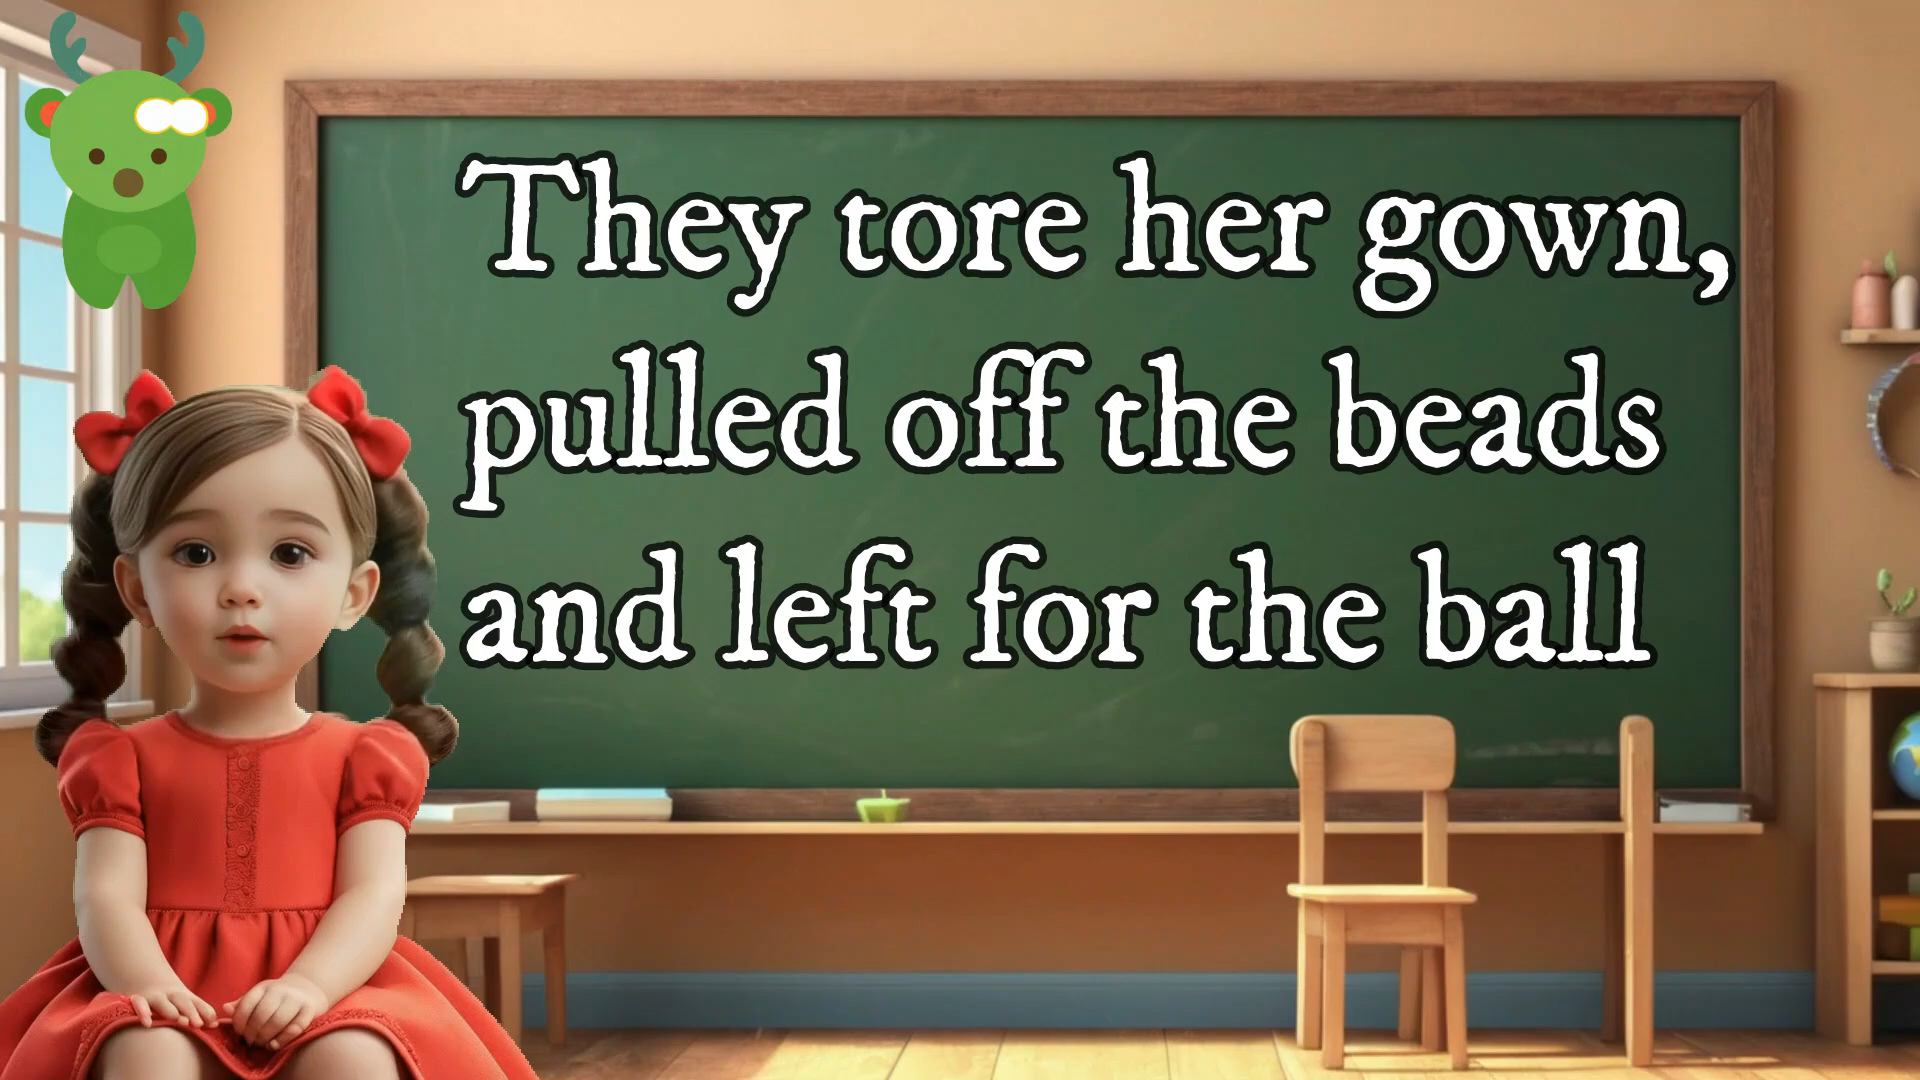 They tore her gown,
pulled off the beads
and left for the ball